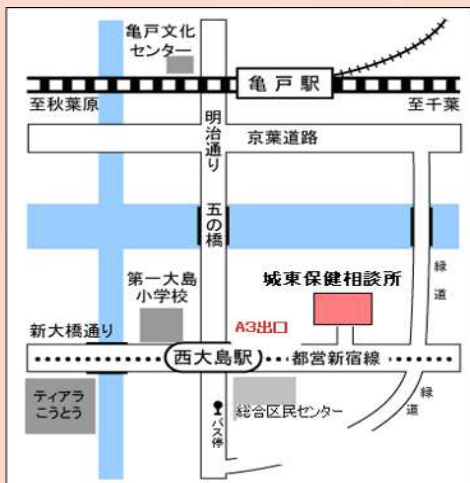 亀戸文化
センター
亀戸駅
至秋葉原
至千葉
明治通り
京葉道路
五の橋
緑道
第一大島
小学校
城東保健相談所
A3出口
新大橋通り
西大島駅
都営新宿線
ティアラ
こうとう
バス停
総合区民センター
緑道